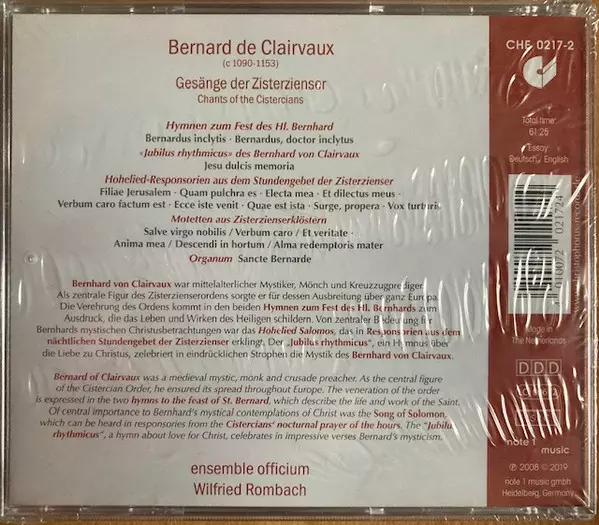 Bernard de Clairvaux
(c 1090-1153)
Gesänge der Zisterzienser
Chants of the Cistercians
Hymnen zum Fest des Hl. Bernhard
Bernardus inclytis · Bernardus, doctor inclytus
«Jubilus rhythmicus» des Bernhard von Clairvaux
Jesu dulcis memoria
Hohelied-Responsorien aus dem Stundengebet der Zisterzienser
Filiae Jerusalem · Quam pulchra es · Electa mea · Et dilectus meus ·
Verbum caro factum est · Ecce iste venit · Quae est ista · Surge, propera · Vox turturis
Motetten aus Zisterzienserklöstern
Salve virgo nobilis / Verbum caro / Et veritate ·
Anima mea / Descendi in hortum / Alma redemptoris mater
Organum Sancte Bernarde
Bernhard von Clairvaux war mittelalterlicher Mystiker, Mönch und Kreuzzugprediger.
Als zentrale Figur des Zisterzienserordens sorgte er für dessen Ausbreitung über ganz Europa.
Die Verehrung des Ordens kommt in den beiden Hymnen zum Fest des Hl. Bernhards zum
Ausdruck, die das Leben und Wirken des Heiligen schildern. Von zentraler Bedeutung für
Bernhards mystischen Christusbetrachtungen war das Hohelied Salomos, das in Responsorien aus dem
nächtlichen Stundengebet der Zisterzienser erklingt. Der „Jubilus rhythmicus", ein Hymnus über
die Liebe zu Christus, zelebriert in eindrücklichen Strophen die Mystik des Bernhard von Clairvaux.
Bernard of Clairvaux was a medieval mystic, monk and crusade preacher. As the central figure
of the Cistercian Order, he ensured its spread throughout Europe. The veneration of the order
is expressed in the two hymns to the feast of St. Bernard, which describe the life and work of the Saint.
Of central importance to Bernhard's mystical contemplations of Christ was the Song of Solomon,
which can be heard in responsories from the Cistercians' nocturnal prayer of the hours. The "Jubilus
rhythmicus", a hymn about love for Christ, celebrates in impressive verses Bernard's mysticism.
ensemble officium
Wilfried Rombach
CHE 0217-2
Total time:
61:25
Essay:
Deutsch, English
Made in
The Netherlands
DDD
note 1
music
℗ 2008 © 2019
note 1 music gmbh
Heidelberg, Germany